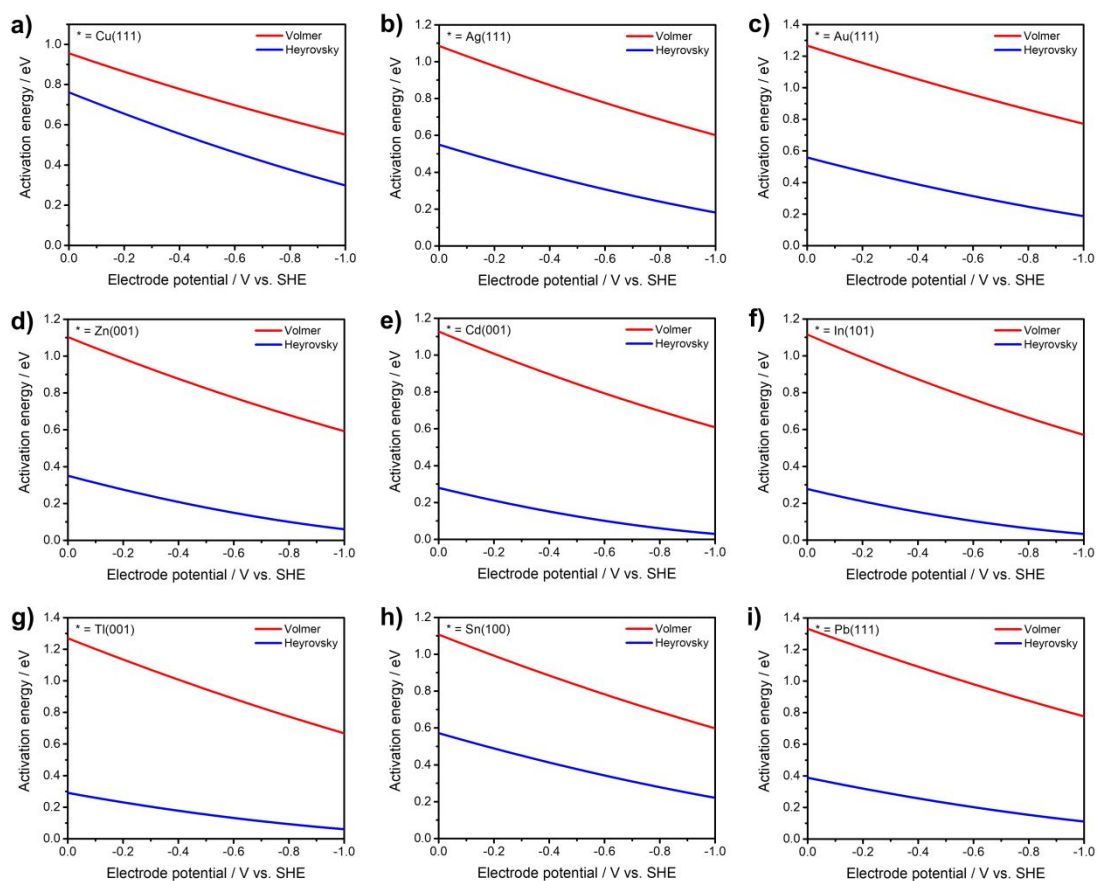 a)
* = Cu(111)
Volmer
Heyrovsky
Activation energy / eV
1.0
0.8
0.6
0.4
0.2
0.0
0.0 -0.2 -0.4 -0.6 -0.8 -1.0
Electrode potential / V vs. SHE
b)
* = Ag(111)
Volmer
Heyrovsky
Activation energy / eV
1.2
1.0
0.8
0.6
0.4
0.2
0.0
0.0 -0.2 -0.4 -0.6 -0.8 -1.0
Electrode potential / V vs. SHE
c)
* = Au(111)
Volmer
Heyrovsky
Activation energy / eV
1.4
1.2
1.0
0.8
0.6
0.4
0.2
0.0
0.0 -0.2 -0.4 -0.6 -0.8 -1.0
Electrode potential / V vs. SHE
d)
* = Zn(001)
Volmer
Heyrovsky
Activation energy / eV
1.2
1.0
0.8
0.6
0.4
0.2
0.0
0.0 -0.2 -0.4 -0.6 -0.8 -1.0
Electrode potential / V vs. SHE
e)
* = Cd(001)
Volmer
Heyrovsky
Activation energy / eV
1.2
1.0
0.8
0.6
0.4
0.2
0.0
0.0 -0.2 -0.4 -0.6 -0.8 -1.0
Electrode potential / V vs. SHE
f)
* = In(101)
Volmer
Heyrovsky
Activation energy / eV
1.2
1.0
0.8
0.6
0.4
0.2
0.0
0.0 -0.2 -0.4 -0.6 -0.8 -1.0
Electrode potential / V vs. SHE
g)
* = Tl(001)
Volmer
Heyrovsky
Activation energy / eV
1.4
1.2
1.0
0.8
0.6
0.4
0.2
0.0
0.0 -0.2 -0.4 -0.6 -0.8 -1.0
Electrode potential / V vs. SHE
h)
* = Sn(100)
Volmer
Heyrovsky
Activation energy / eV
1.2
1.0
0.8
0.6
0.4
0.2
0.0
0.0 -0.2 -0.4 -0.6 -0.8 -1.0
Electrode potential / V vs. SHE
i)
* = Pb(111)
Volmer
Heyrovsky
Activation energy / eV
1.4
1.2
1.0
0.8
0.6
0.4
0.2
0.0
0.0 -0.2 -0.4 -0.6 -0.8 -1.0
Electrode potential / V vs. SHE